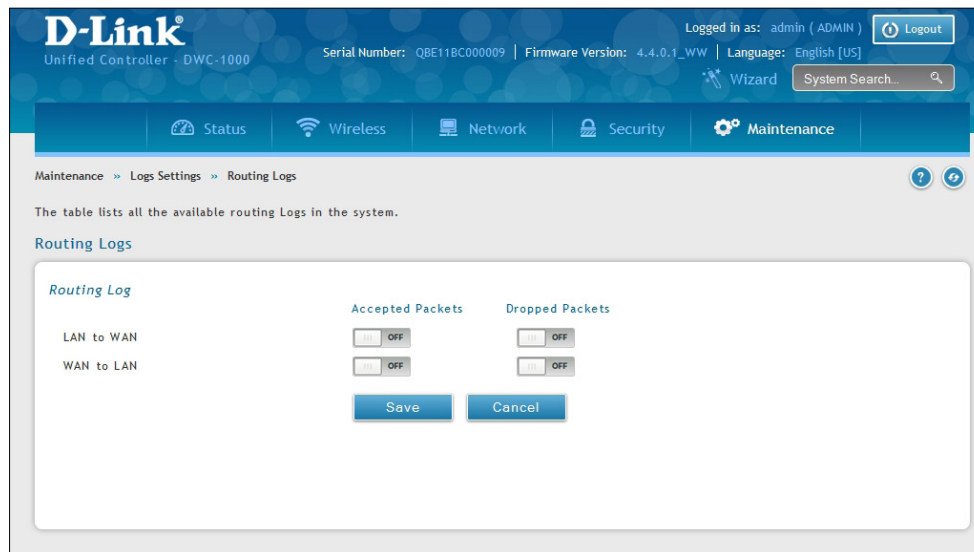 D-Link®
Unified Controller - DWC-1000
Logged in as: admin ( ADMIN )
Logout
Serial Number: QBE11BC000009 | Firmware Version: 4.4.0.1_WW | Language: English [US]
Wizard
System Search...
Status
Wireless
Network
Security
Maintenance
Maintenance » Logs Settings » Routing Logs
?
The table lists all the available routing Logs in the system.
Routing Logs
Routing Log
Accepted Packets Dropped Packets
LAN to WAN OFF OFF
WAN to LAN OFF OFF
Save Cancel